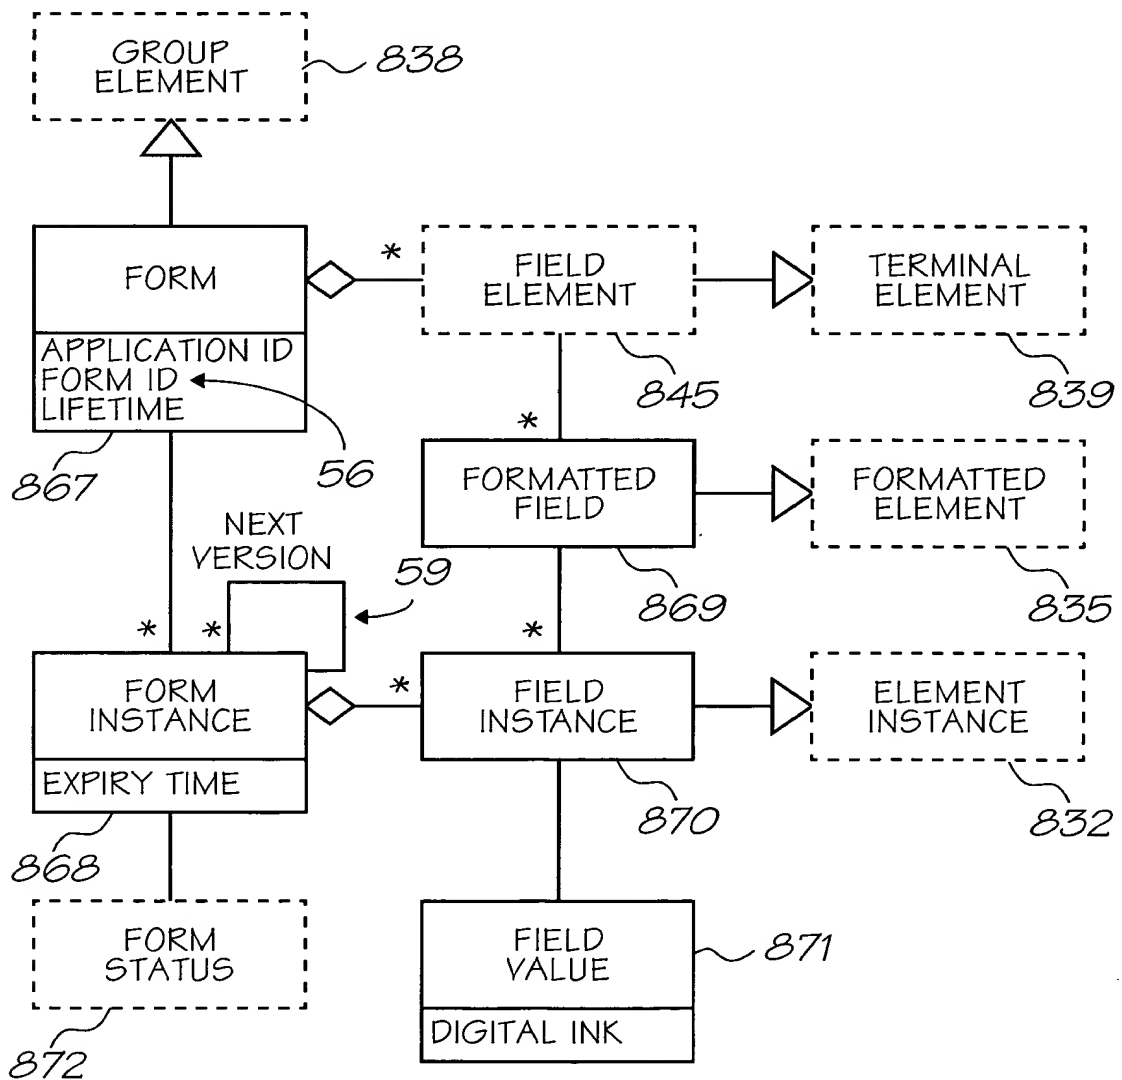 GROUP
ELEMENT
838
FORM
*
FIELD
ELEMENT
TERMINAL
ELEMENT
APPLICATION ID
FORM ID
LIFETIME
845
839
867
56
*
FORMATTED
FIELD
FORMATTED
ELEMENT
NEXT
VERSION
59
869
835
*
*
*
FORM
INSTANCE
*
FIELD
INSTANCE
ELEMENT
INSTANCE
EXPIRY TIME
868
870
832
FORM
STATUS
FIELD
VALUE
871
DIGITAL INK
872